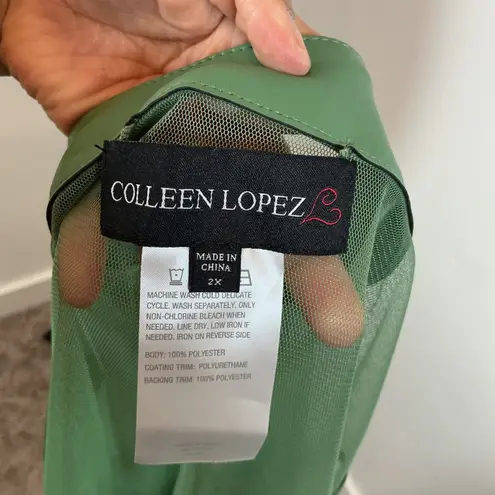 COLLEEN LOPEZ L
MADE IN
CHINA
2X
MACHINE WASH COLD DELICATE
CYCLE, WASH SEPARATELY. ONLY
NON-CHLORINE BLEACH WHEN
NEEDED. LINE DRY. LOW IRON IF
NEEDED. IRON ON REVERSE SIDE
BODY: 100% POLYESTER
COATING TRIM: POLYURETHANE
BACKING TRIM: 100% POLYESTER